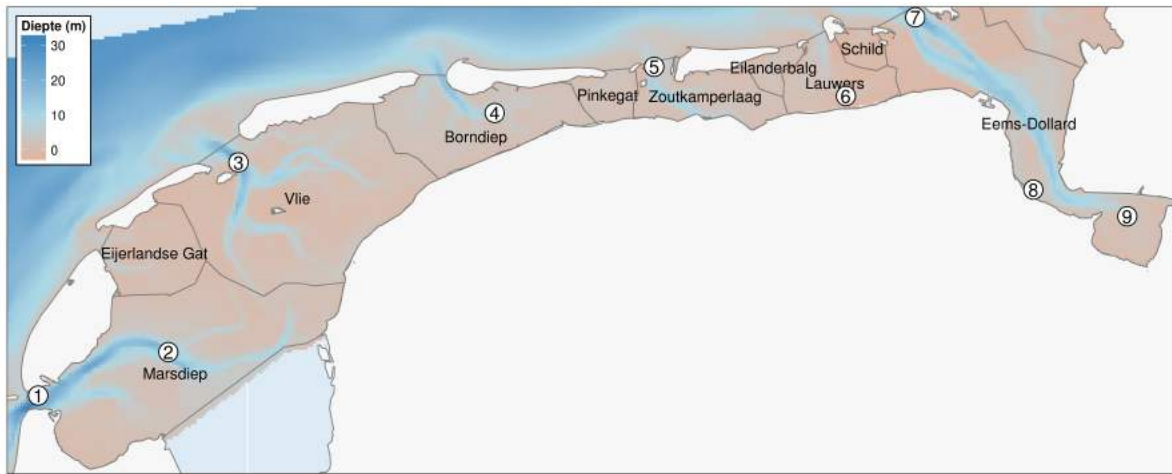 Diepte (m)
30
20
10
0
7
5
Schild
Eilanderbalg
Lauwers
Pinkegat
Zoutkamperlaag
6
4
Borndiep
Eems-Dollard
3
Vlie
8
9
Eijerlandse Gat
2
Marsdiep
1